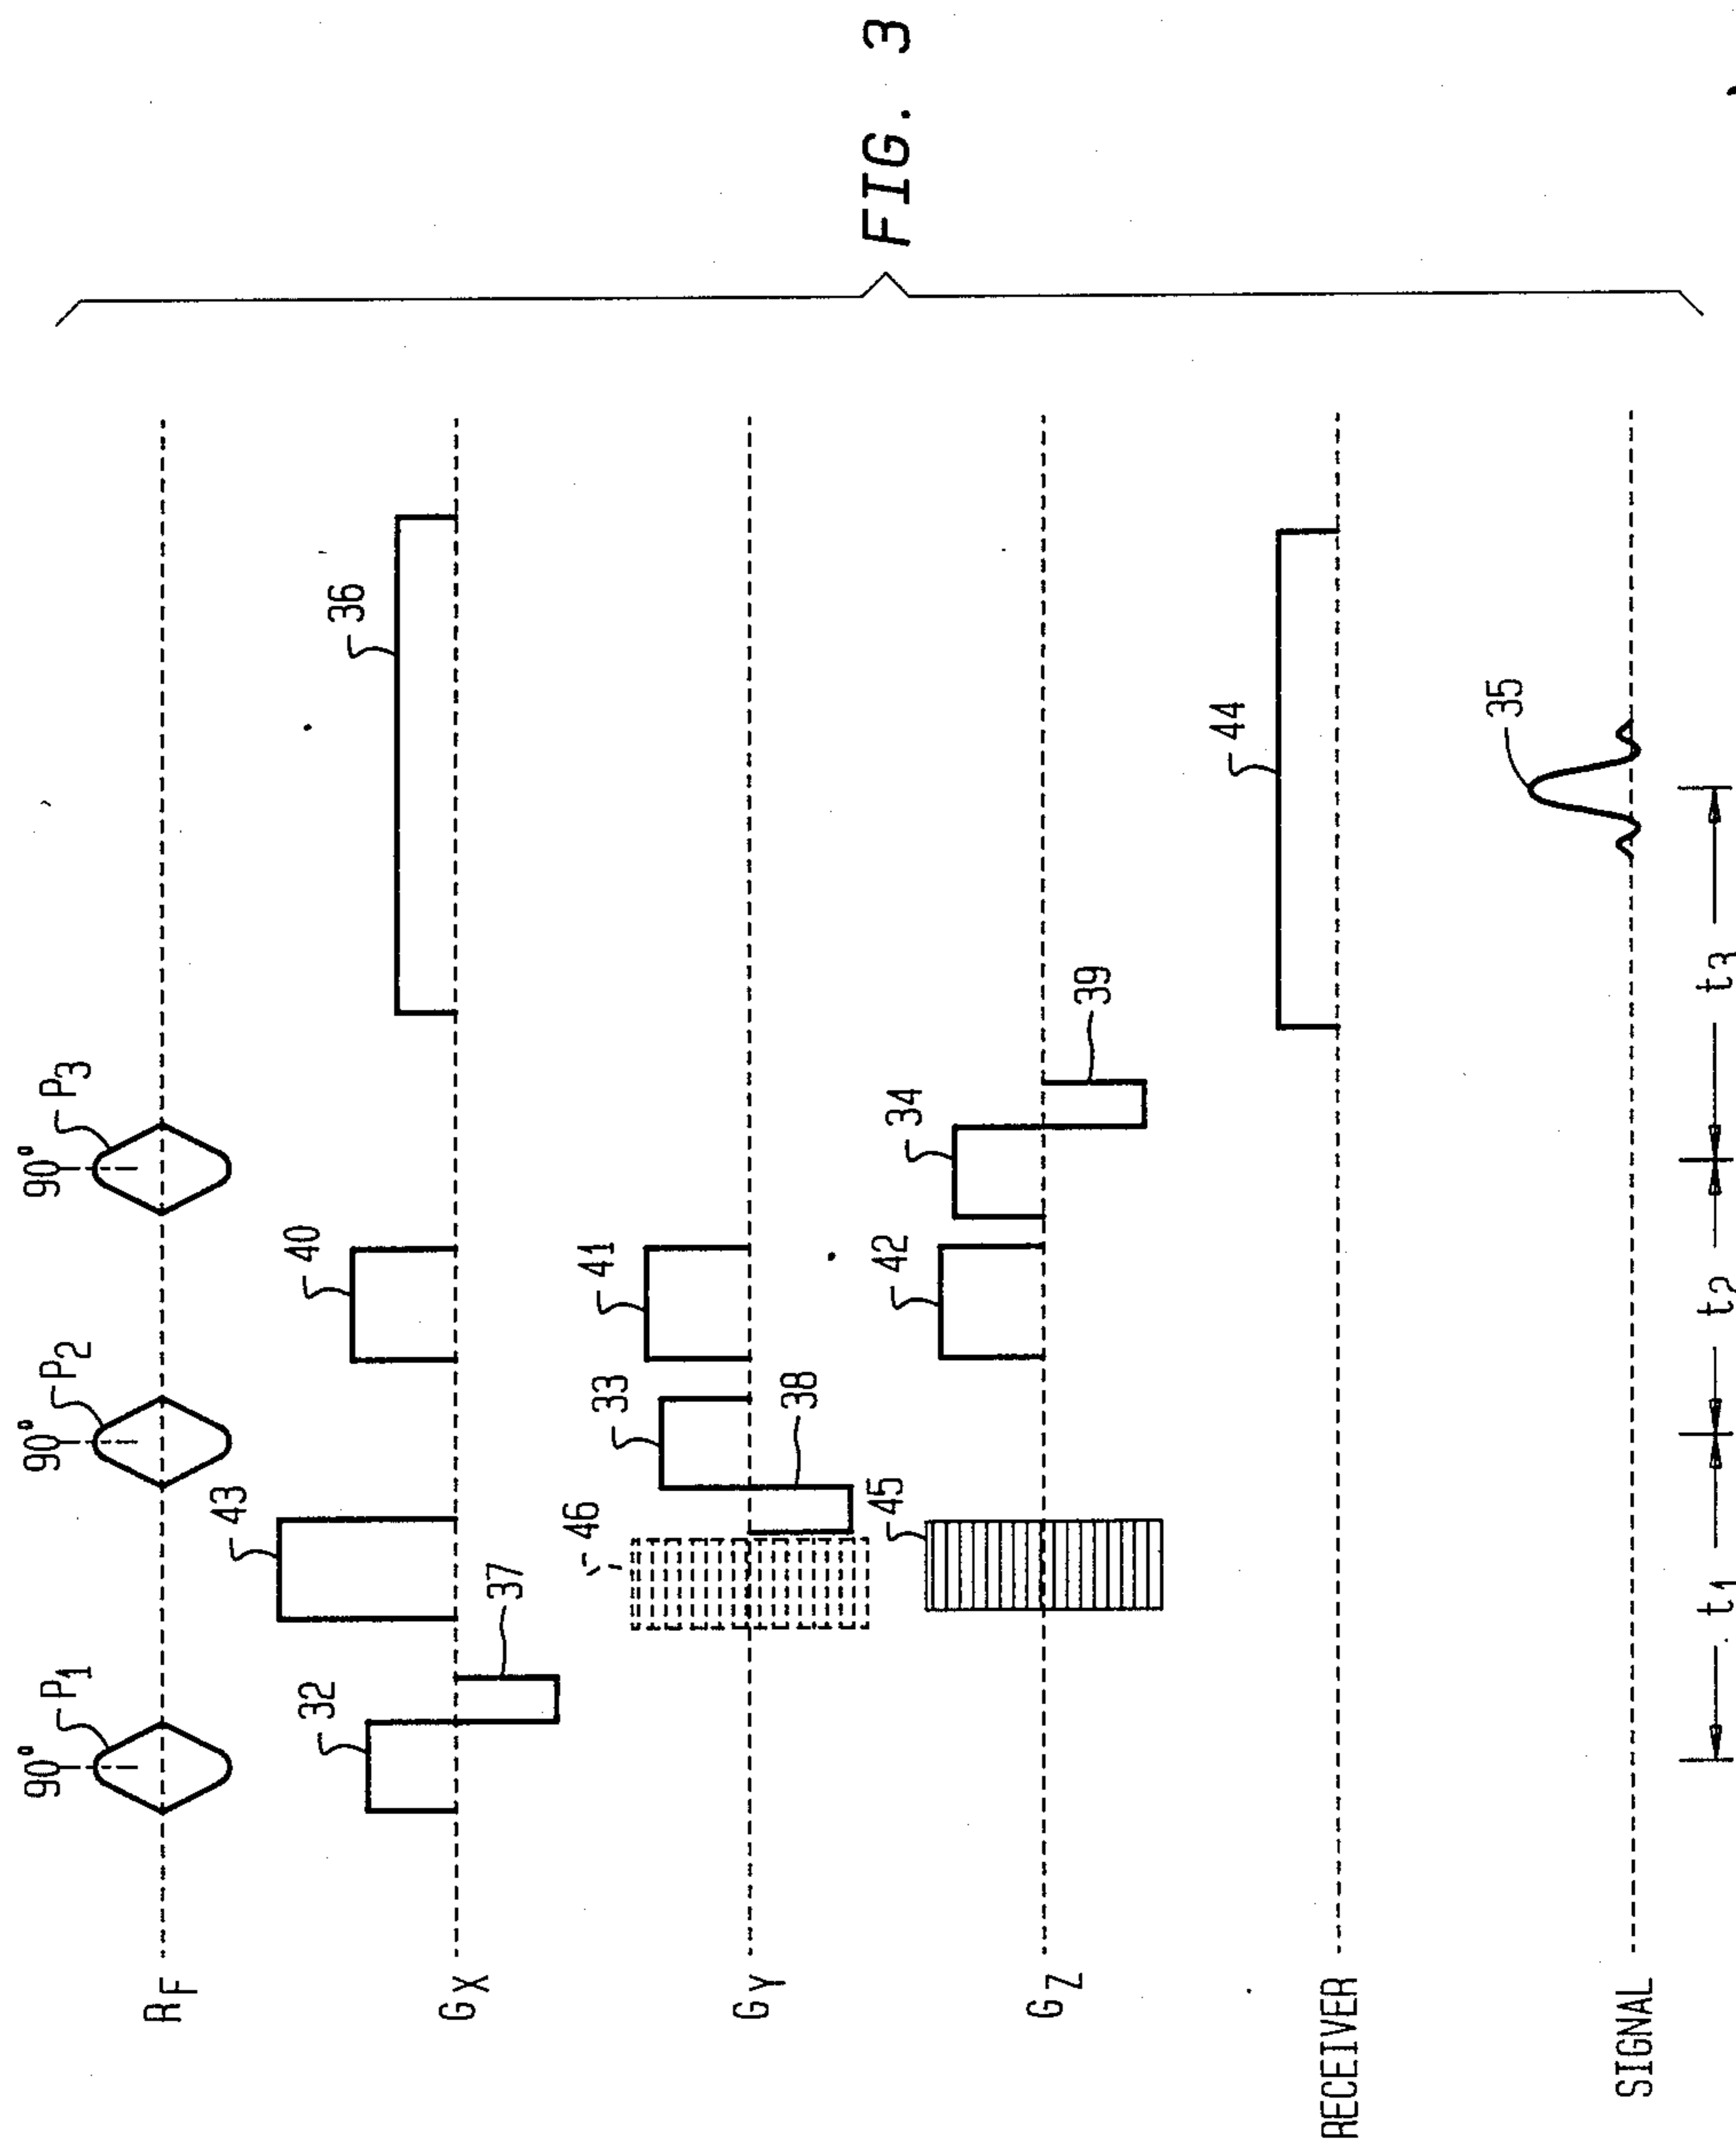 90° P1
90° P2
90° P3
RF
32
37
43
40
36
GX
46
38
33
41
GY
45
42
34
39
GZ
44
RECEIVER
35
SIGNAL
t1
t2
t3
FIG. 3